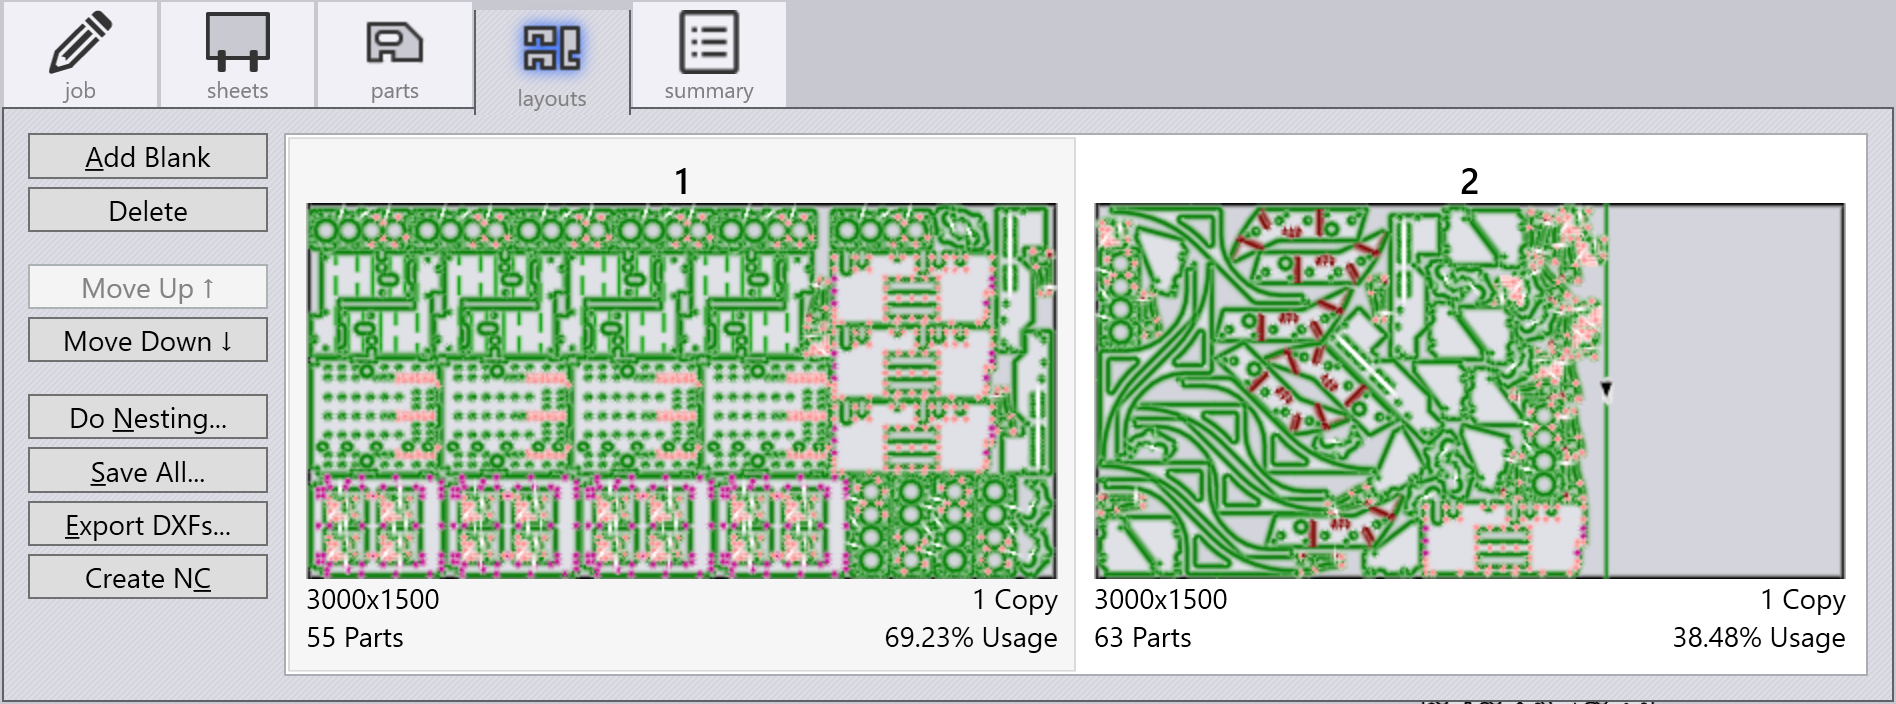 job
sheets
parts
layouts
summary
Add Blank
Delete
Move Up ↑
Move Down ↓
Do Nesting...
Save All...
Export DXFs...
Create NC
1
3000x1500
1 Copy
55 Parts
69.23% Usage
2
3000x1500
1 Copy
63 Parts
38.48% Usage